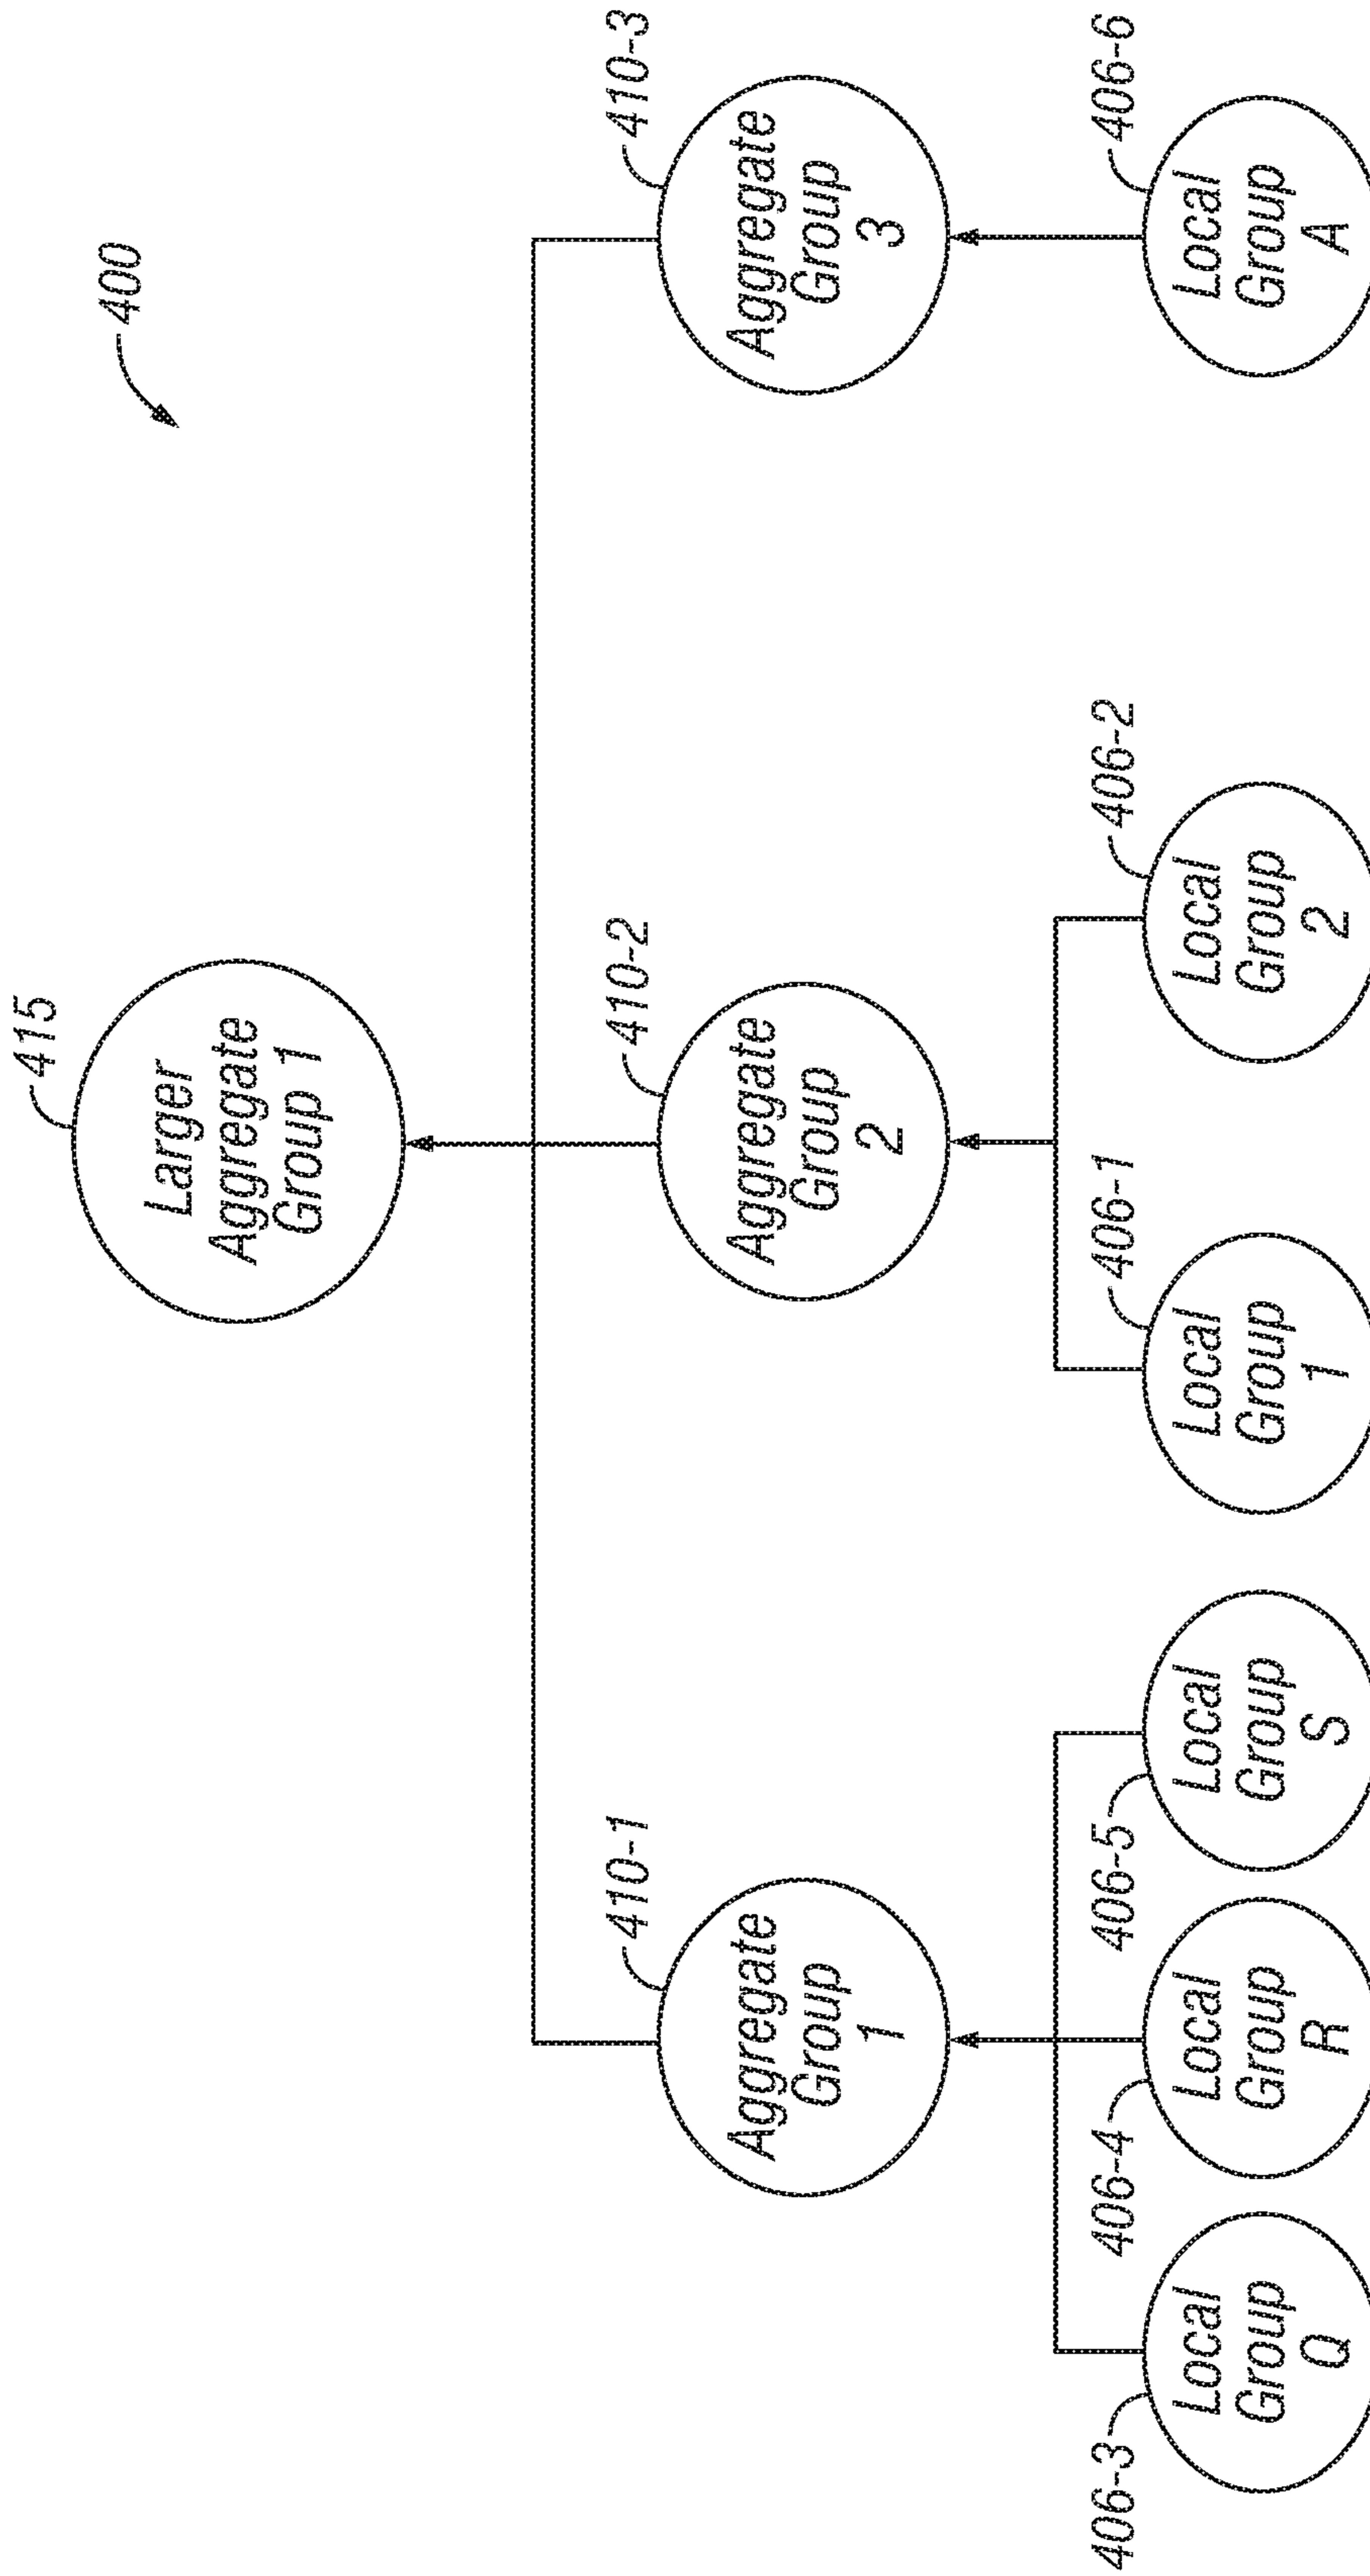 400
415
Larger
Aggregate
Group 1
410-1
Aggregate
Group
1
410-2
Aggregate
Group
2
410-3
Aggregate
Group
3
406-3
Local
Group
Q
406-4
Local
Group
R
406-5
Local
Group
S
406-1
Local
Group
1
406-2
Local
Group
2
406-6
Local
Group
A